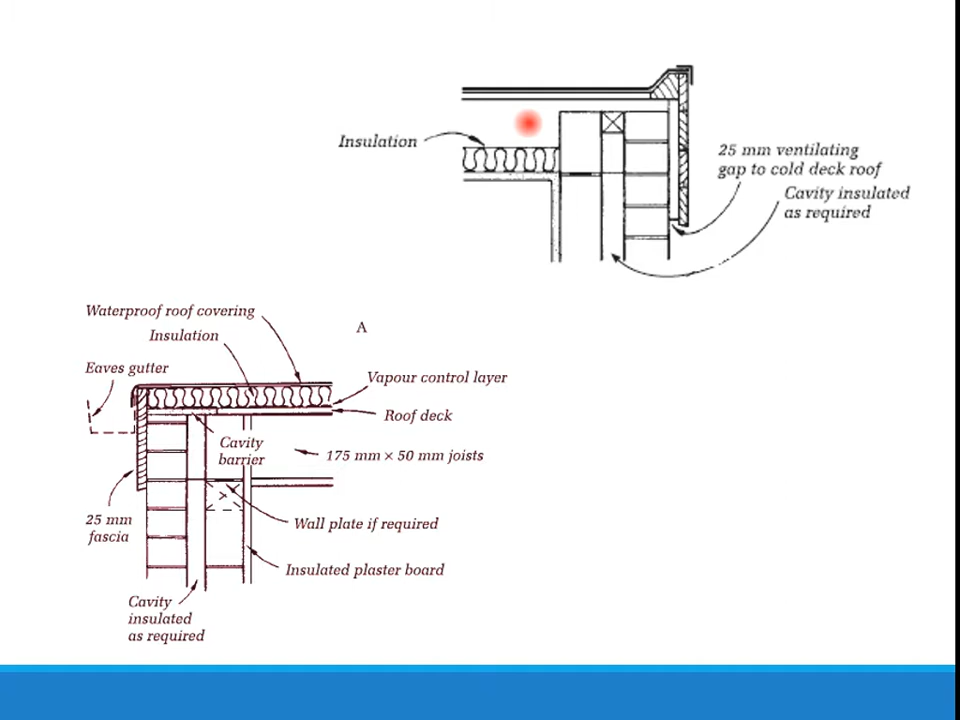 Insulation
25 mm ventilating
gap to cold deck roof
Cavity insulated
as required
Waterproof roof covering
A
Insulation
Eaves gutter
Vapour control layer
Roof deck
Cavity
barrier
175 mm × 50 mm joists
25 mm
fascia
Wall plate if required
Insulated plaster board
Cavity
insulated
as required